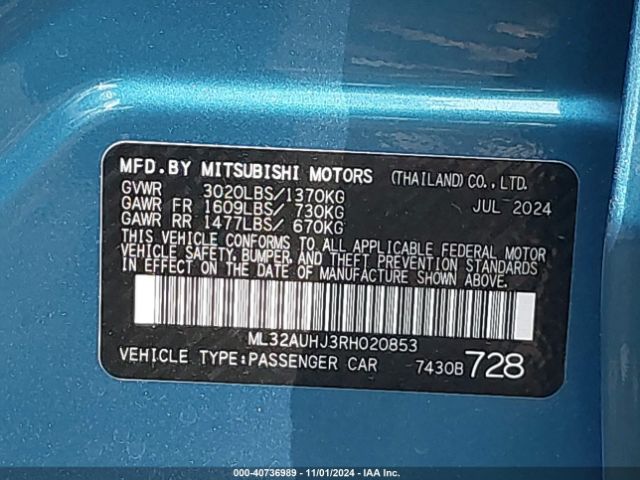 MFD.BY MITSUBISHI MOTORS (THAILAND)CO.,LTD.
GVWR 3020LBS/1370KG JUL 2024
GAWR FR 1609LBS/ 730KG
GAWR RR 1477LBS/ 670KG
THIS VEHICLE CONFORMS TO ALL APPLICABLE FEDERAL MOTOR
VEHICLE SAFETY, BUMPER, AND THEFT PREVENTION STANDARDS
IN EFFECT ON THE DATE OF MANUFACTURE SHOWN ABOVE.
ML32AUHJ3RH020853
VEHICLE TYPE:PASSENGER CAR 7430B 728
000-40736989 - 11/01/2024 - IAA Inc.